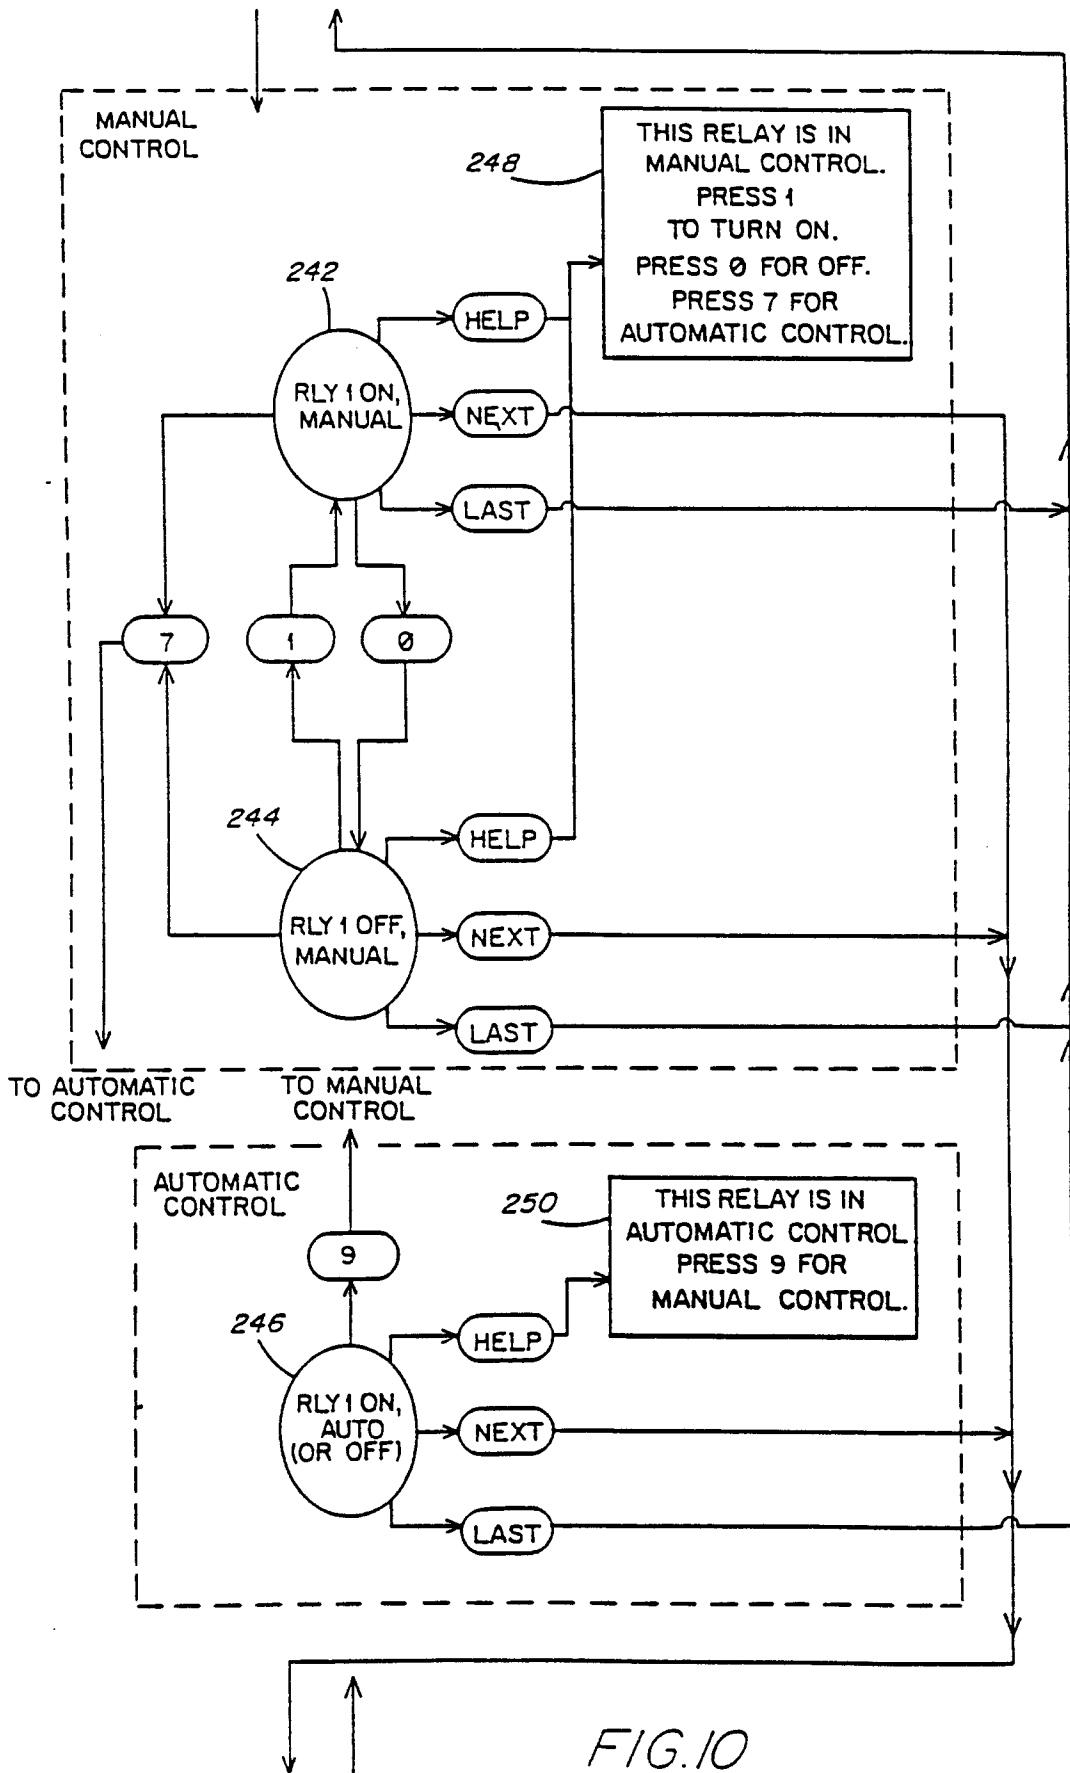 MANUAL
CONTROL
248
THIS RELAY IS IN
MANUAL CONTROL.
PRESS 1
TO TURN ON.
PRESS 0 FOR OFF.
PRESS 7 FOR
AUTOMATIC CONTROL.
242
HELP
RLY 1 ON,
MANUAL
NEXT
LAST
7
1
0
244
HELP
RLY 1 OFF,
MANUAL
NEXT
LAST
TO AUTOMATIC
CONTROL
TO MANUAL
CONTROL
AUTOMATIC
CONTROL
250
THIS RELAY IS IN
AUTOMATIC CONTROL
PRESS 9 FOR
MANUAL CONTROL.
9
246
HELP
RLY 1 ON,
AUTO
(OR OFF)
NEXT
LAST
FIG.10